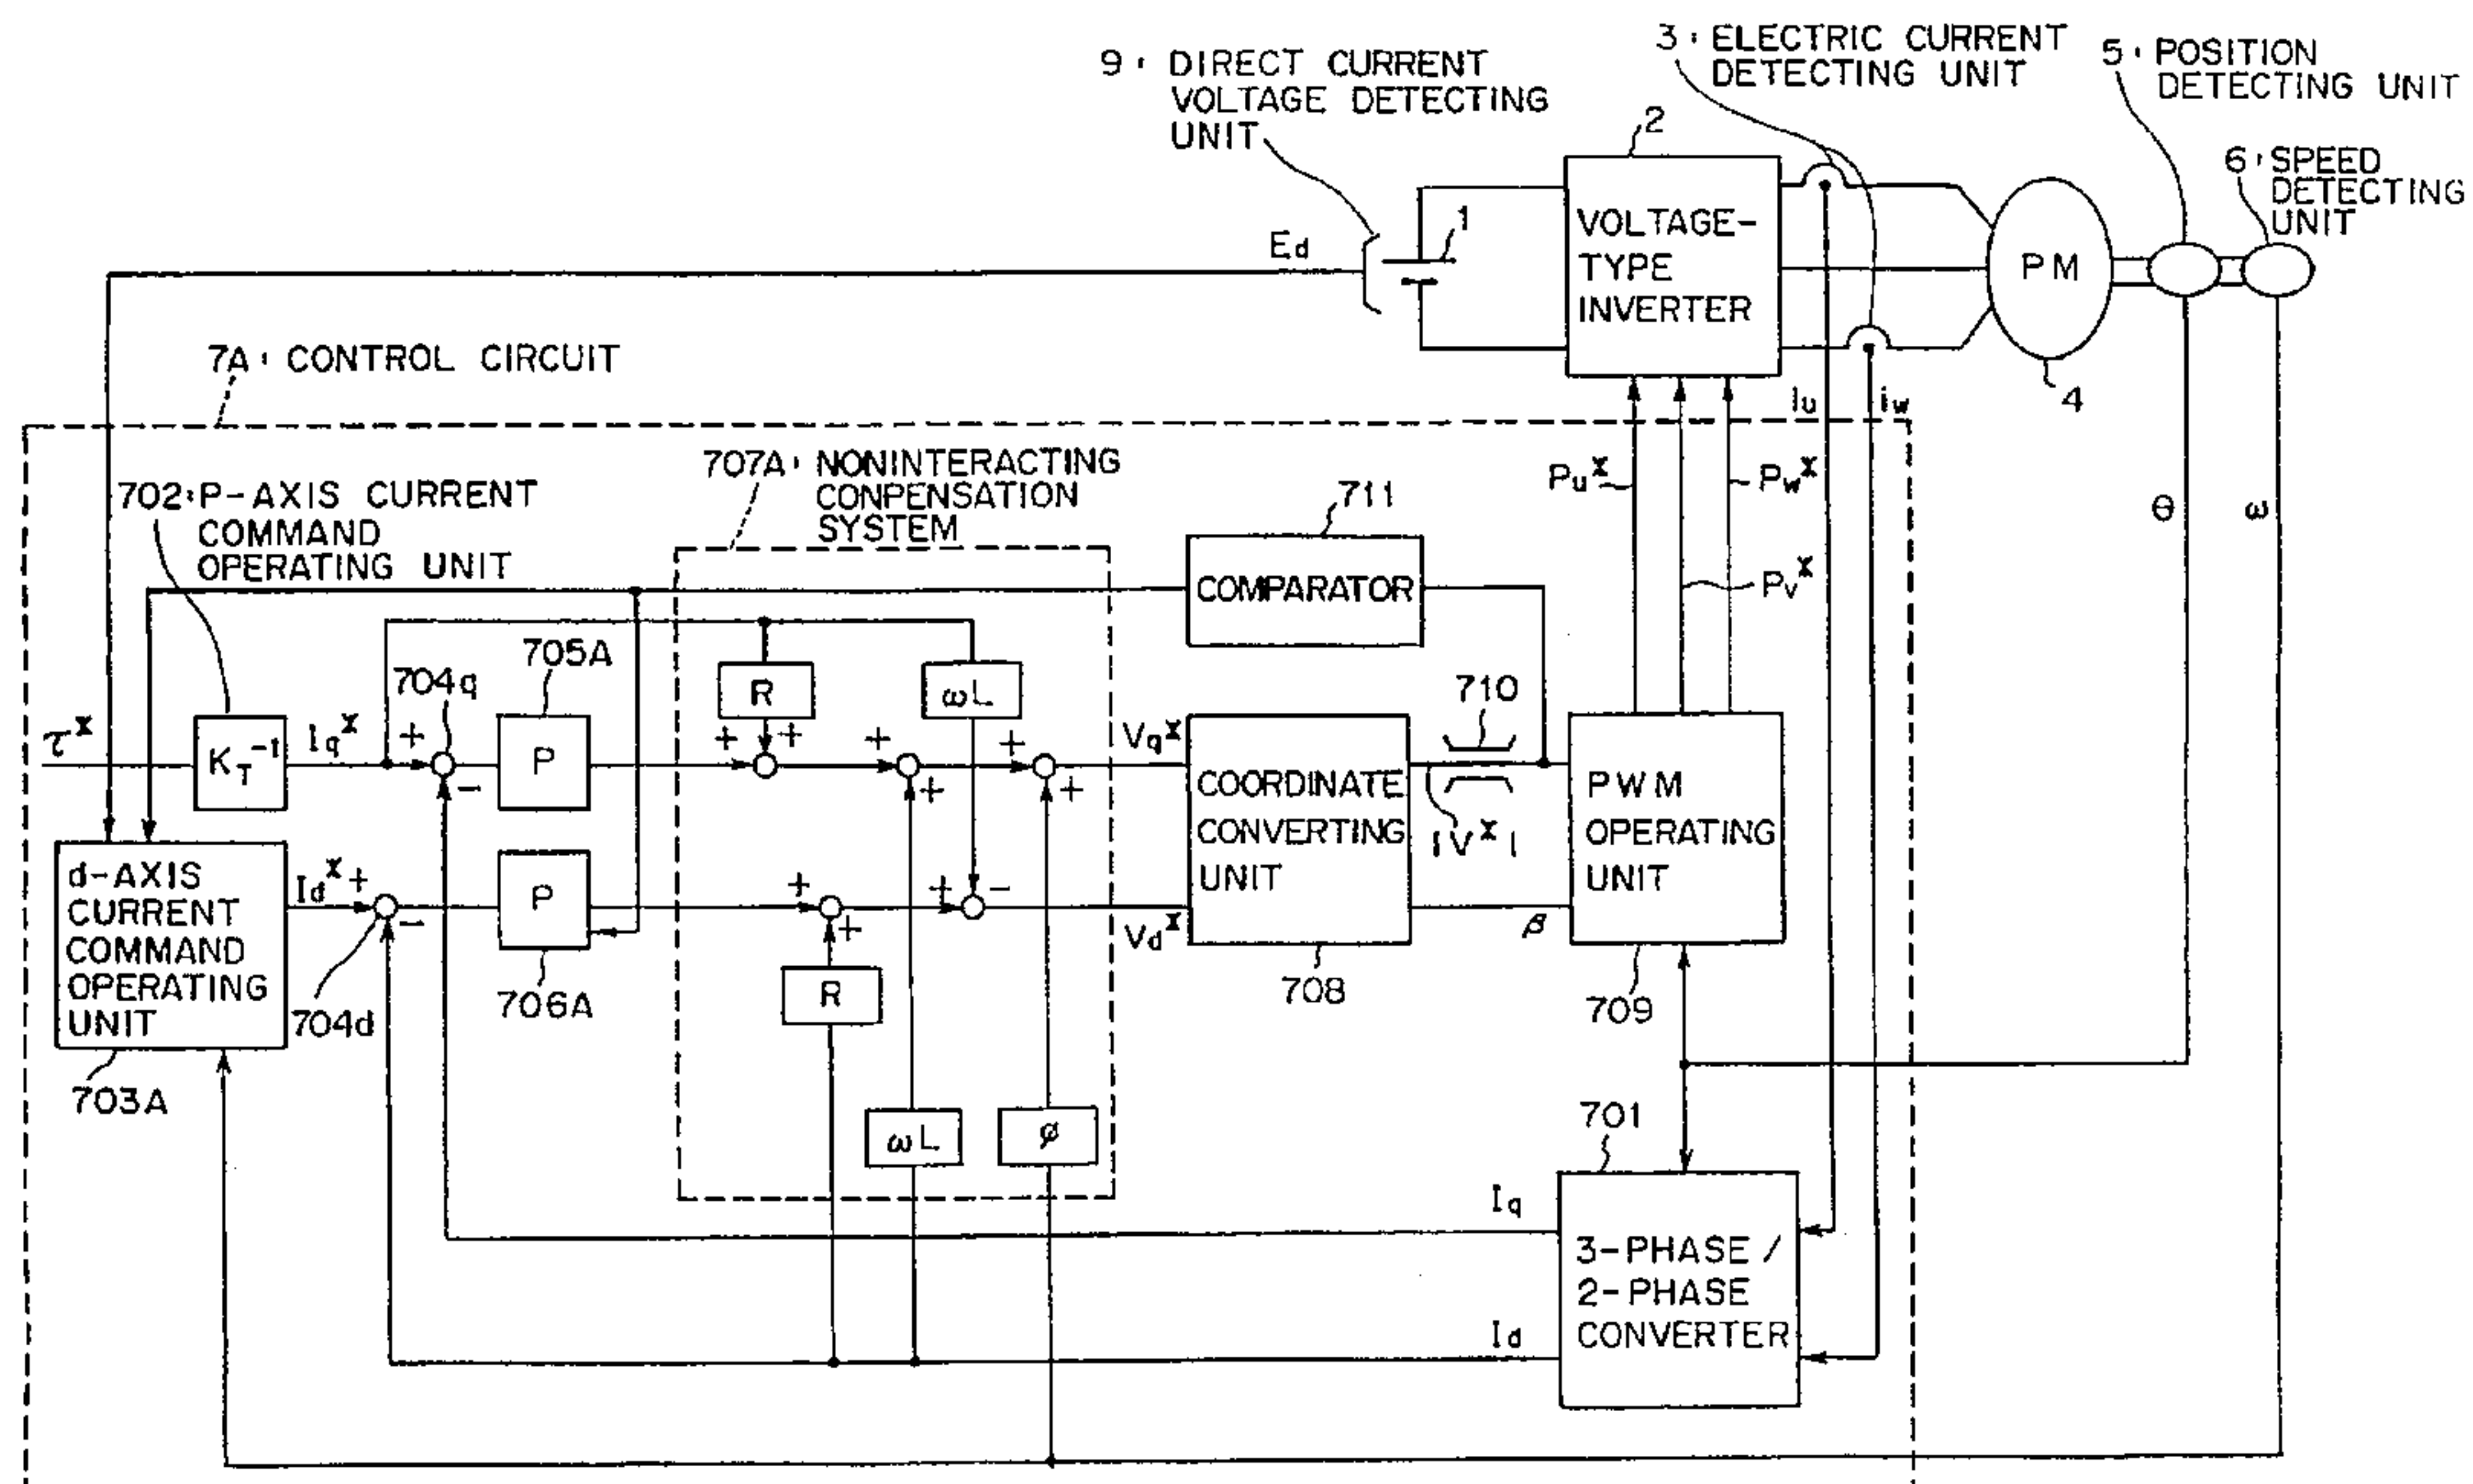 3: ELECTRIC CURRENT
DETECTING UNIT
5: POSITION
DETECTING UNIT
9: DIRECT CURRENT
VOLTAGE DETECTING
UNIT
6: SPEED
DETECTING
UNIT
2
1
Ed
VOLTAGE-
TYPE
INVERTER
PM
4
7A: CONTROL CIRCUIT
iu
iw
707A: NONINTERACTING
CONPENSATION
SYSTEM
702: P-AXIS CURRENT
COMMAND
OPERATING UNIT
Pu*
Pw*
Pv*
θ
ω
711
COMPARATOR
705A
704q
R
ωL
710
τ*
KT⁻¹
Iq*
+
-
P
+
+
+
+
+
+
Vq*
COORDINATE
CONVERTING
UNIT
|V*|
PWM
OPERATING
UNIT
d-AXIS
CURRENT
COMMAND
OPERATING
UNIT
Id*
+
-
P
+
+
+
-
Vd*
β
704d
706A
R
708
709
703A
ωL
φ
701
Iq
Id
3-PHASE /
2-PHASE
CONVERTER